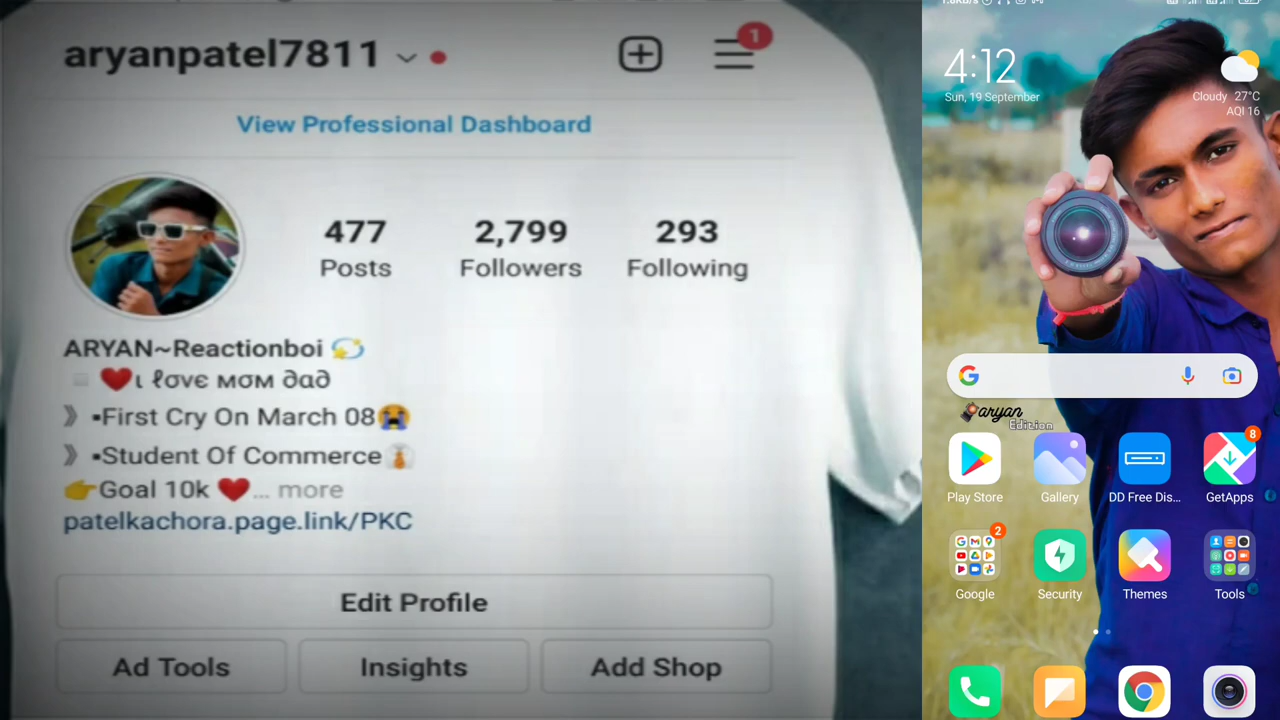 aryanpatel7811
1
View Professional Dashboard
477 2,799 293
Posts Followers Following
ARYAN~Reactionboi 💫
❤️ι ℓσνє мσм ∂α∂
》▪️First Cry On March 08😭
》▪️Student Of Commerce👔
👉Goal 10k ❤️... more
patelkachora.page.link/PKC
Edit Profile
Ad Tools Insights Add Shop
4:12
Sun, 19 September
Cloudy 27°C
AQI 16
aryan
Edition
8
Play Store Gallery DD Free Dis... GetApps
2
Google Security Themes Tools